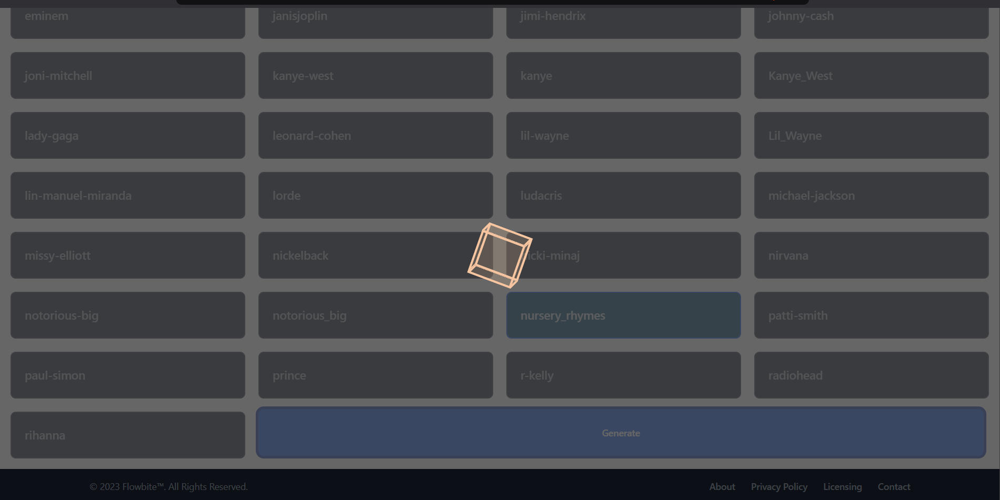 eminem
janisjoplin
jimi-hendrix
johnny-cash
joni-mitchell
kanye-west
kanye
Kanye_West
lady-gaga
leonard-cohen
lil-wayne
Lil_Wayne
lin-manuel-miranda
lorde
ludacris
michael-jackson
missy-elliott
nickelback
nicki-minaj
nirvana
notorious-big
notorious_big
nursery_rhymes
patti-smith
paul-simon
prince
r-kelly
radiohead
rihanna
Generate
© 2023 Flowbite™. All Rights Reserved.
About
Privacy Policy
Licensing
Contact